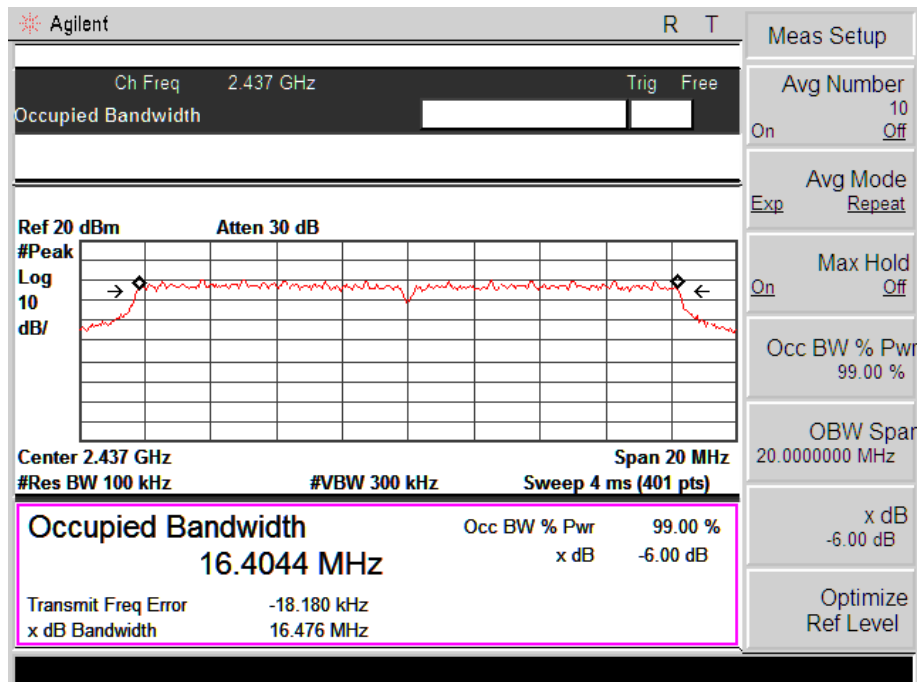 Agilent R T
Ch Freq 2.437 GHz Trig Free
Occupied Bandwidth
Ref 20 dBm Atten 30 dB
#Peak
Log
10
dB/
Center 2.437 GHz Span 20 MHz
#Res BW 100 kHz #VBW 300 kHz Sweep 4 ms (401 pts)
Occupied Bandwidth Occ BW % Pwr 99.00 %
16.4044 MHz x dB -6.00 dB
Transmit Freq Error -18.180 kHz
x dB Bandwidth 16.476 MHz
Meas Setup
Avg Number
10
On Off
Avg Mode
Exp Repeat
Max Hold
On Off
Occ BW % Pwr
99.00 %
OBW Span
20.0000000 MHz
x dB
-6.00 dB
Optimize
Ref Level